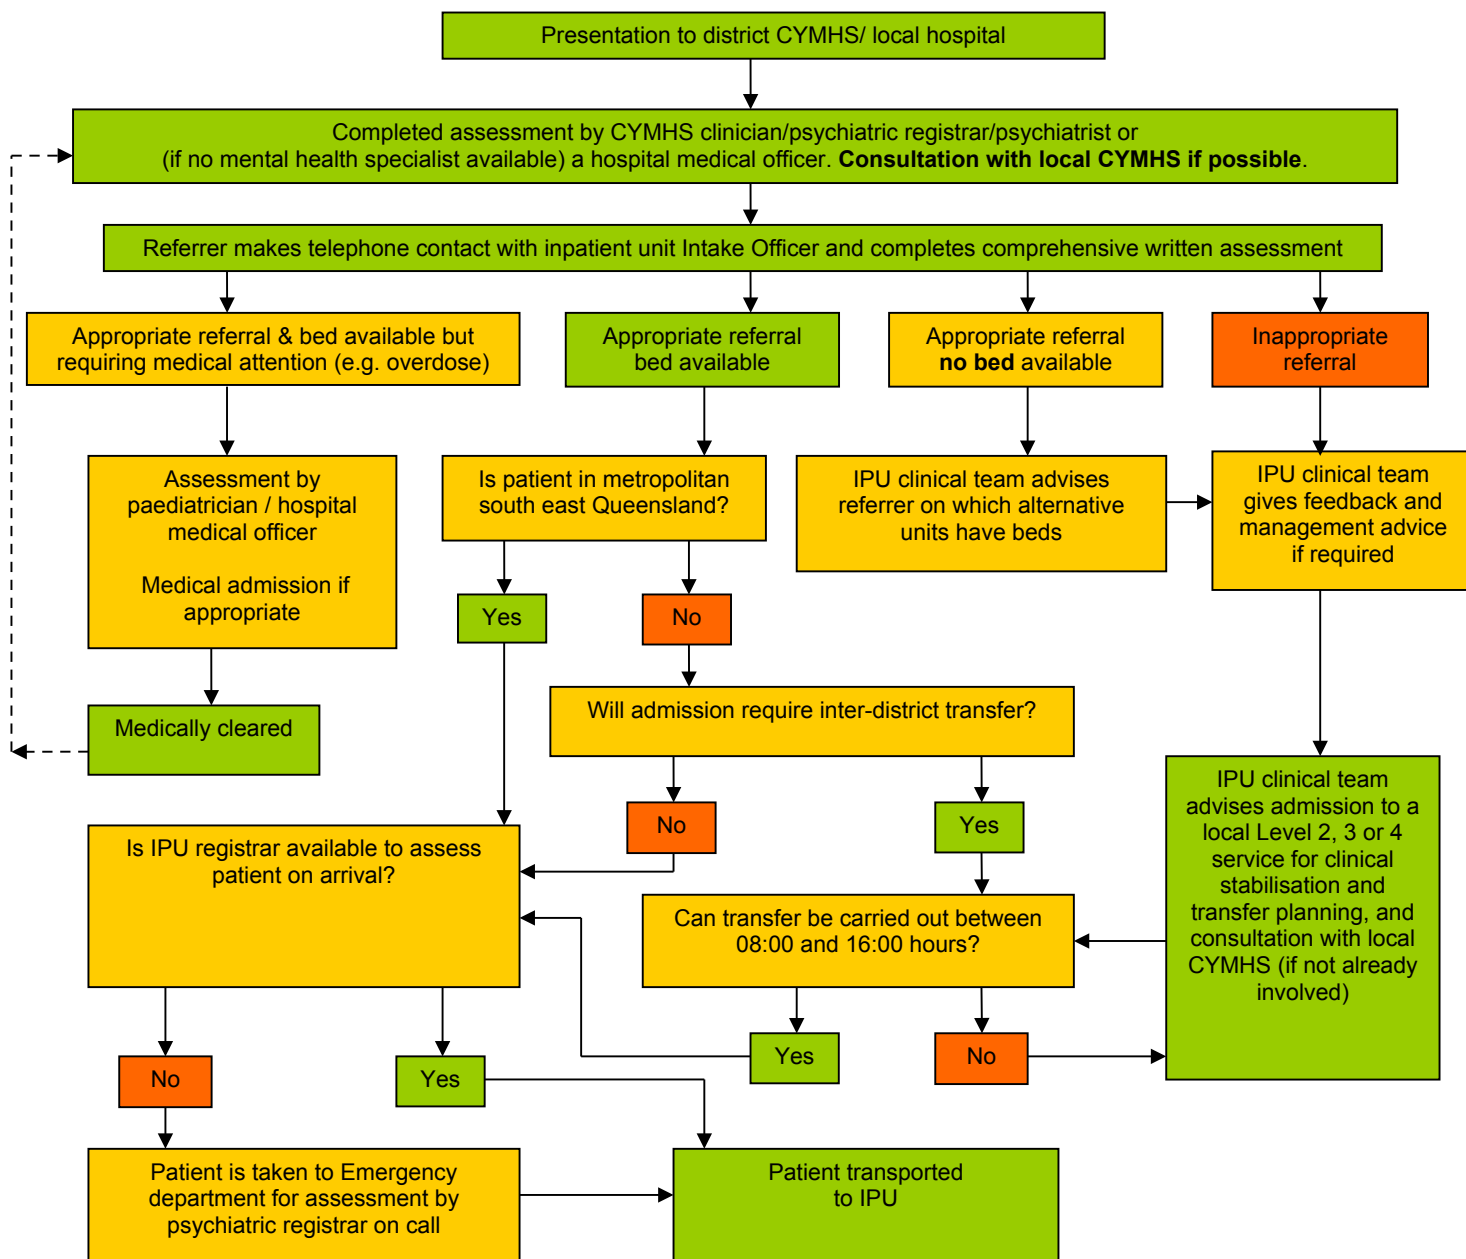 Presentation to district CYMHS/ local hospital
Completed assessment by CYMHS clinician/psychiatric registrar/psychiatrist or
(if no mental health specialist available) a hospital medical officer. Consultation with local CYMHS if possible.
Referrer makes telephone contact with inpatient unit Intake Officer and completes comprehensive written assessment
Appropriate referral & bed available but
requiring medical attention (e.g. overdose)
Appropriate referral
bed available
Appropriate referral
no bed available
Inappropriate
referral
Assessment by
paediatrician / hospital
medical officer
Medical admission if
appropriate
Is patient in metropolitan
south east Queensland?
IPU clinical team advises
referrer on which alternative
units have beds
IPU clinical team
gives feedback and
management advice
if required
Yes
No
Medically cleared
Will admission require inter-district transfer?
No
Yes
IPU clinical team
advises admission to a
local Level 2, 3 or 4
service for clinical
stabilisation and
transfer planning, and
consultation with local
CYMHS (if not already
involved)
Is IPU registrar available to assess
patient on arrival?
Can transfer be carried out between
08:00 and 16:00 hours?
No
Yes
Yes
No
Patient is taken to Emergency
department for assessment by
psychiatric registrar on call
Patient transported
to IPU